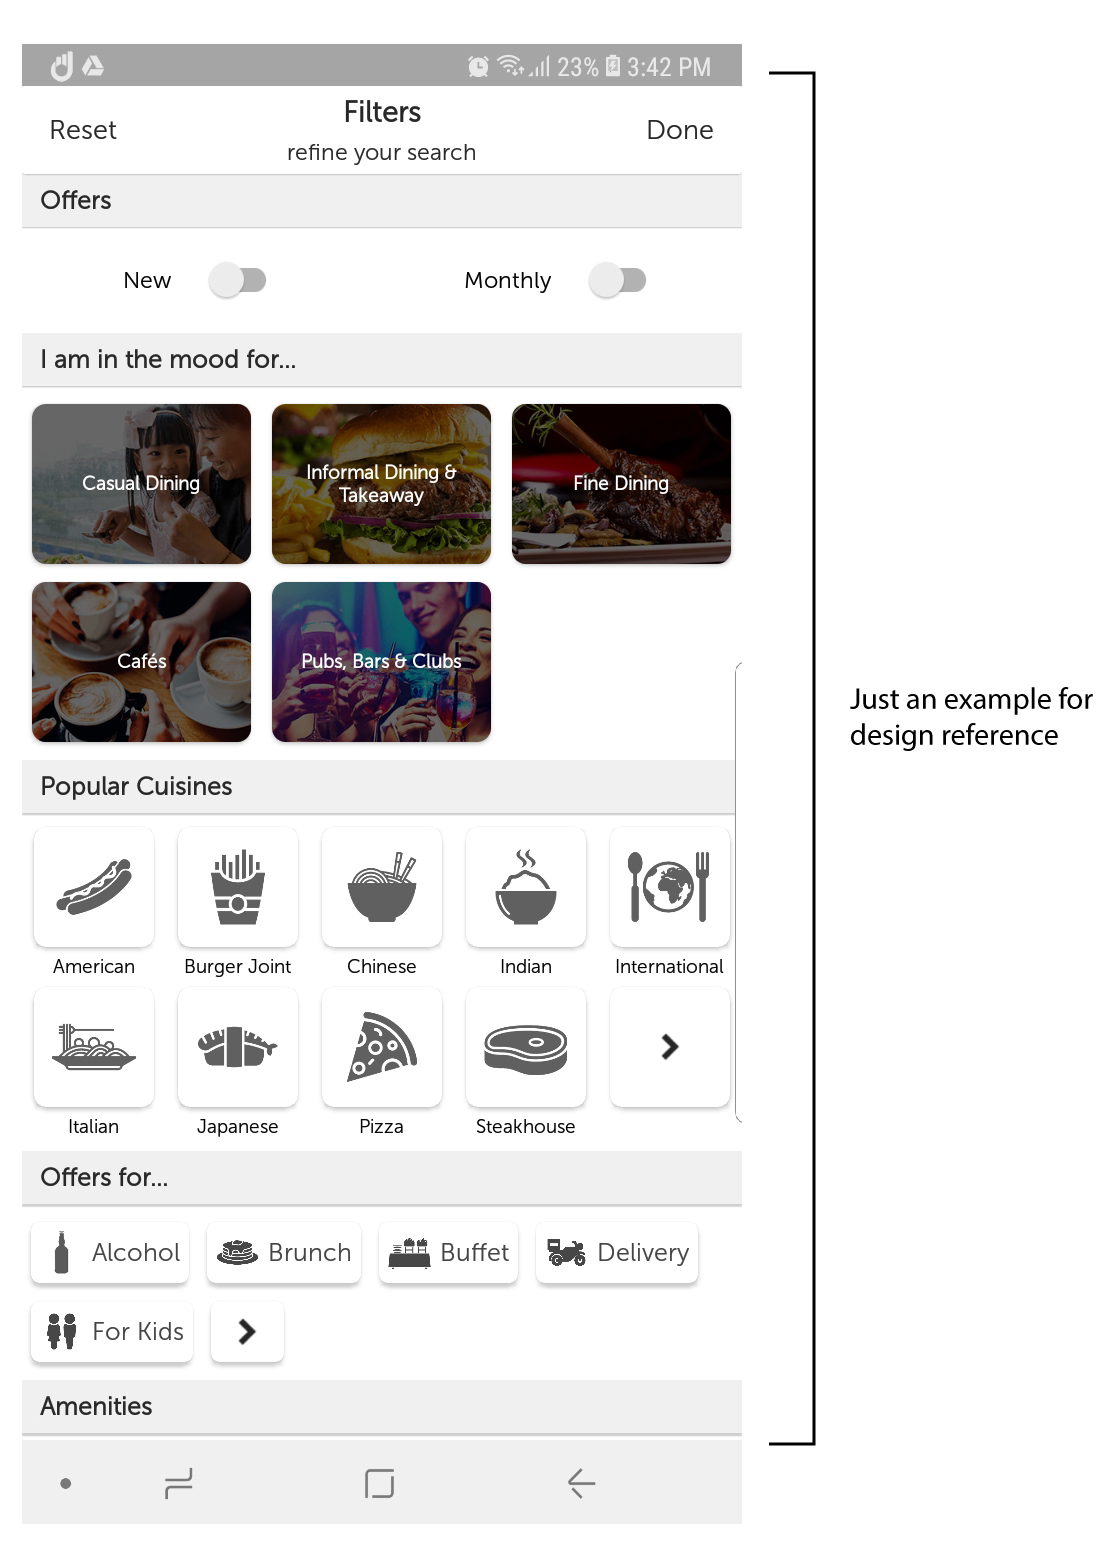 23% 3:42 PM
Reset
Filters
Done
refine your search
Offers
New
Monthly
I am in the mood for...
Casual Dining
Informal Dining &
Takeaway
Fine Dining
Cafés
Pubs, Bars & Clubs
Just an example for
design reference
Popular Cuisines
American
Burger Joint
Chinese
Indian
International
Italian
Japanese
Pizza
Steakhouse
Offers for...
Alcohol
Brunch
Buffet
Delivery
For Kids
Amenities